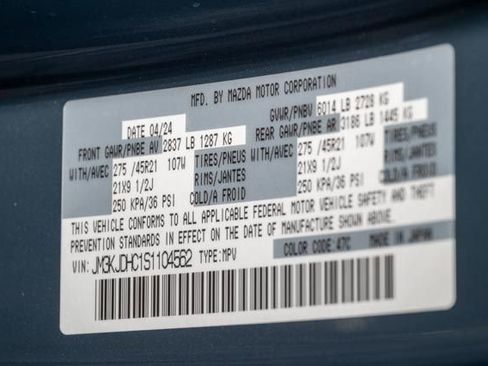 MFD. BY MAZDA MOTOR CORPORATION
DATE 04/24 GVWR/PNBV 6014 LB 2728 KG
FRONT GAWR/PNBE AV 2837 LB 1287 KG REAR GAWR/PNBE AR 3186 LB 1445 KG
WITH/AVEC 275 /45R21 107W TIRES/PNEUS WITH/AVEC 275 /45R21 107W TIRES/PNEUS
21X9 1/2J RIMS/JANTES 21X9 1/2J RIMS/JANTES
250 KPA/36 PSI COLD/A FROID 250 KPA/36 PSI COLD/A FROID
THIS VEHICLE CONFORMS TO ALL APPLICABLE FEDERAL MOTOR VEHICLE SAFETY AND THEFT
PREVENTION STANDARDS IN EFFECT ON THE DATE OF MANUFACTURE SHOWN ABOVE.
VIN: JM3KJDHC1S1104562 TYPE:MPV COLOR CODE: 47C MADE IN JAPAN